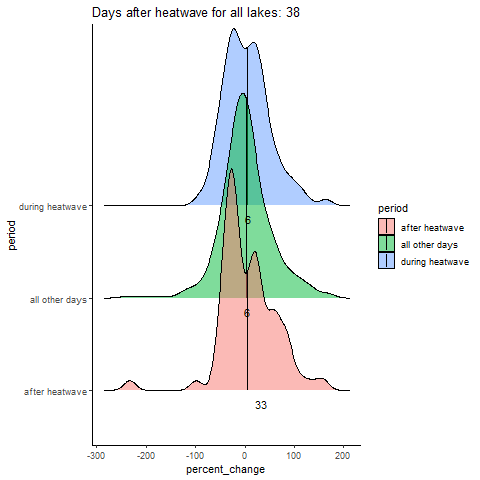 Days after heatwave for all lakes: 38
during heatwave
all other days
after heatwave
period
6
6
33
-300
-200
-100
0
100
200
percent_change
period
after heatwave
all other days
during heatwave